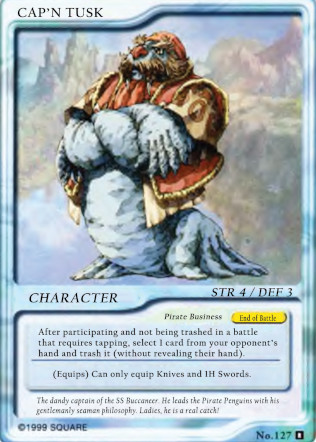 CAP'N TUSK
CHARACTER
STR 4 / DEF 3
Pirate Business End of Battle
After participating and not being trashed in a battle
that requires tapping, select 1 card from your opponent's
hand and trash it (without revealing their hand).
(Equips) Can only equip Knives and 1H Swords.
The dandy captain of the SS Buccaneer. He leads the Pirate Penguins with his
gentlemanly seaman philosophy. Ladies, he is a real catch!
©1999 SQUARE
No.127